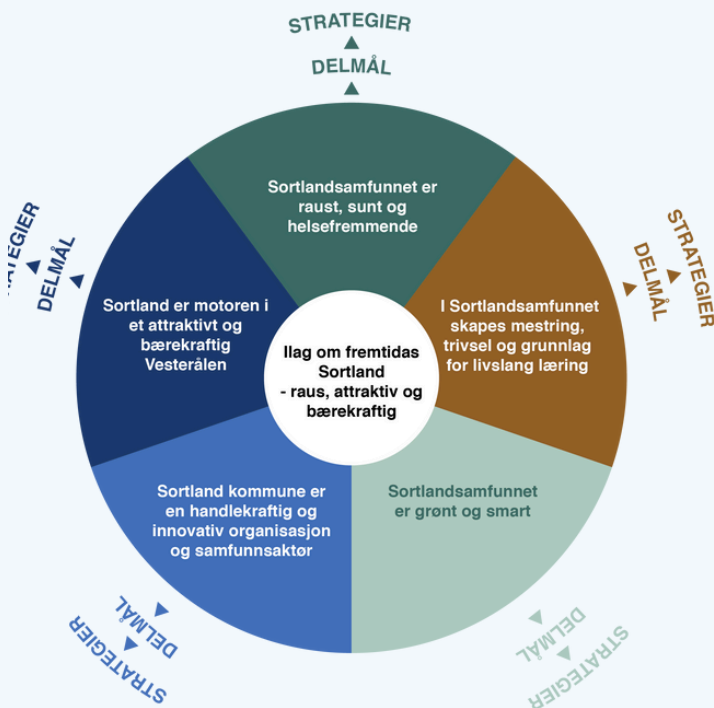 STRATEGIER
DELMÅL
Sortlandsamfunnet er
raust, sunt og
helsefremmende
STRATEGIER
DELMÅL
I Sortlandsamfunnet
skapes mestring,
trivsel og grunnlag
for livslang læring
Sortlandsamfunnet
er grønt og smart
DELMÅL
STRATEGIER
Sortland kommune er
en handlekraftig og
innovativ organisasjon
og samfunnsaktør
DELMÅL
STRATEGIER
Sortland er motoren i
et attraktivt og
bærekraftig
Vesterålen
DELMÅL
RATEGIER
Ilag om fremtidas
Sortland
- raus, attraktiv og
bærekraftig